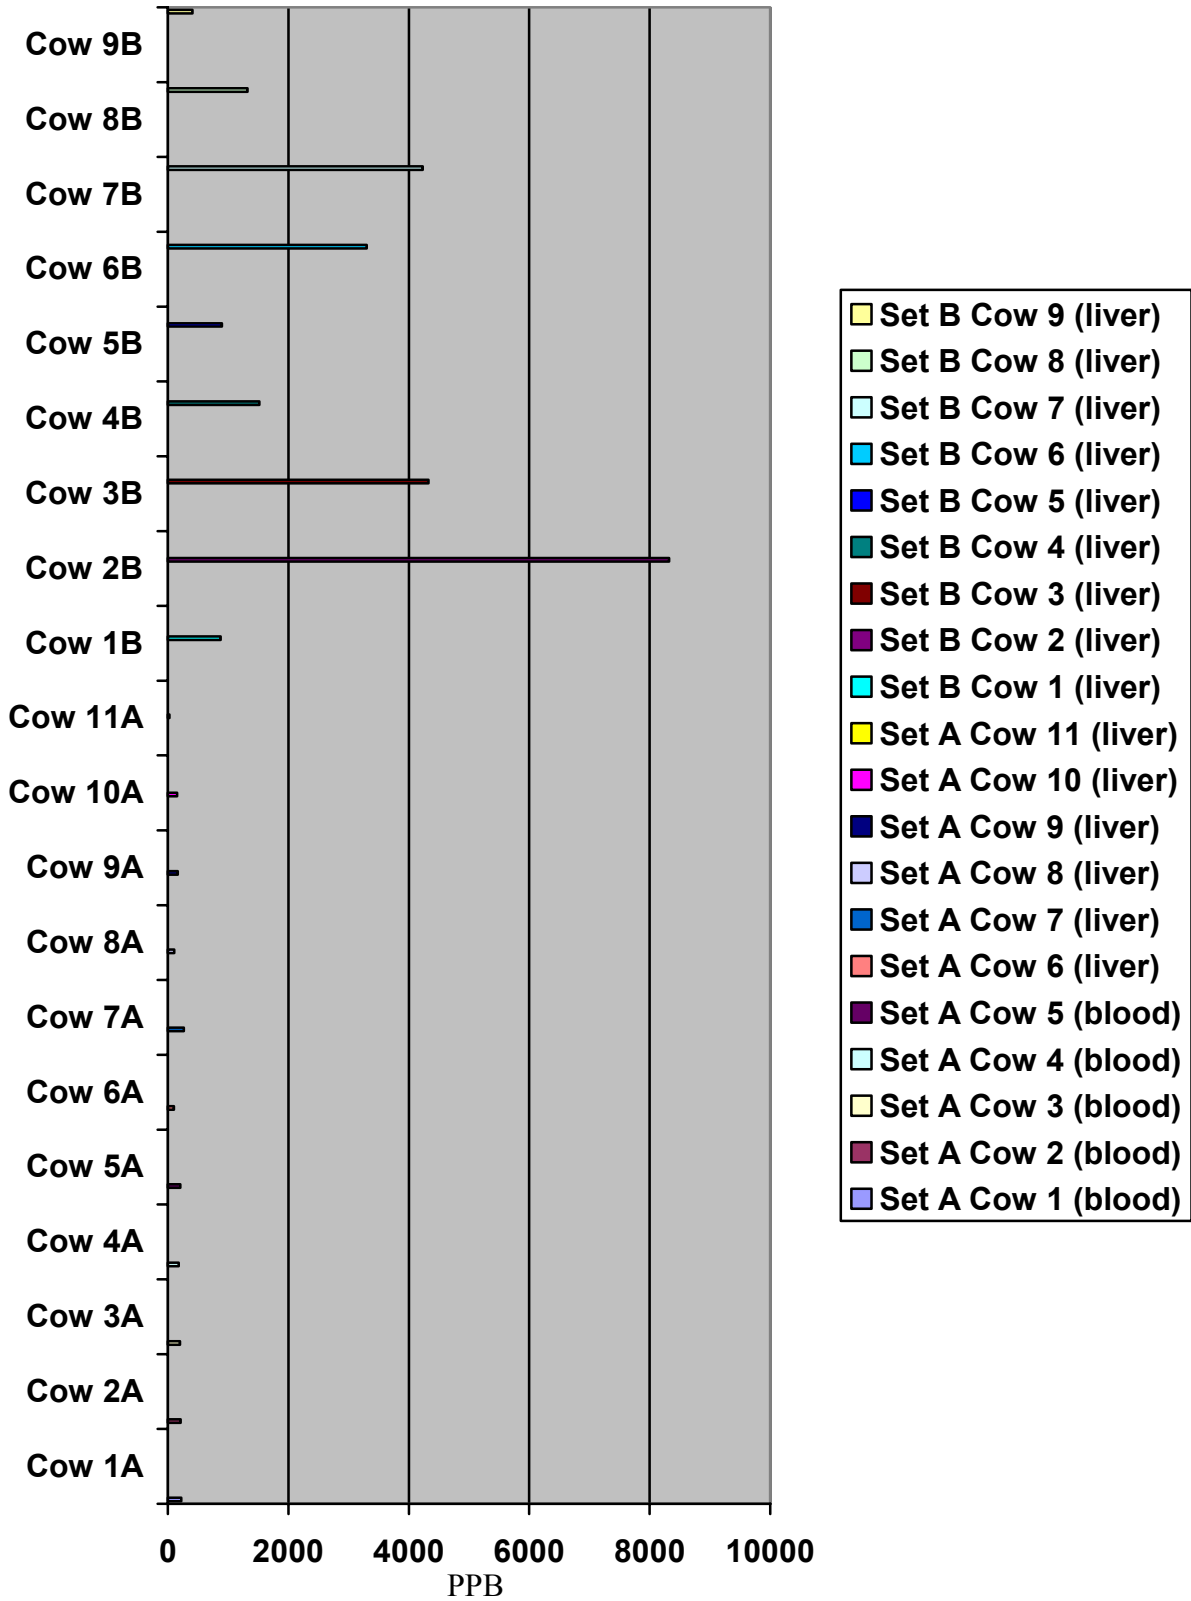 Cow 9B
Cow 8B
Cow 7B
Cow 6B
Cow 5B
Cow 4B
Cow 3B
Cow 2B
Cow 1B
Cow 11A
Cow 10A
Cow 9A
Cow 8A
Cow 7A
Cow 6A
Cow 5A
Cow 4A
Cow 3A
Cow 2A
Cow 1A
0 2000 4000 6000 8000 10000
PPB
Set B Cow 9 (liver)
Set B Cow 8 (liver)
Set B Cow 7 (liver)
Set B Cow 6 (liver)
Set B Cow 5 (liver)
Set B Cow 4 (liver)
Set B Cow 3 (liver)
Set B Cow 2 (liver)
Set B Cow 1 (liver)
Set A Cow 11 (liver)
Set A Cow 10 (liver)
Set A Cow 9 (liver)
Set A Cow 8 (liver)
Set A Cow 7 (liver)
Set A Cow 6 (liver)
Set A Cow 5 (blood)
Set A Cow 4 (blood)
Set A Cow 3 (blood)
Set A Cow 2 (blood)
Set A Cow 1 (blood)